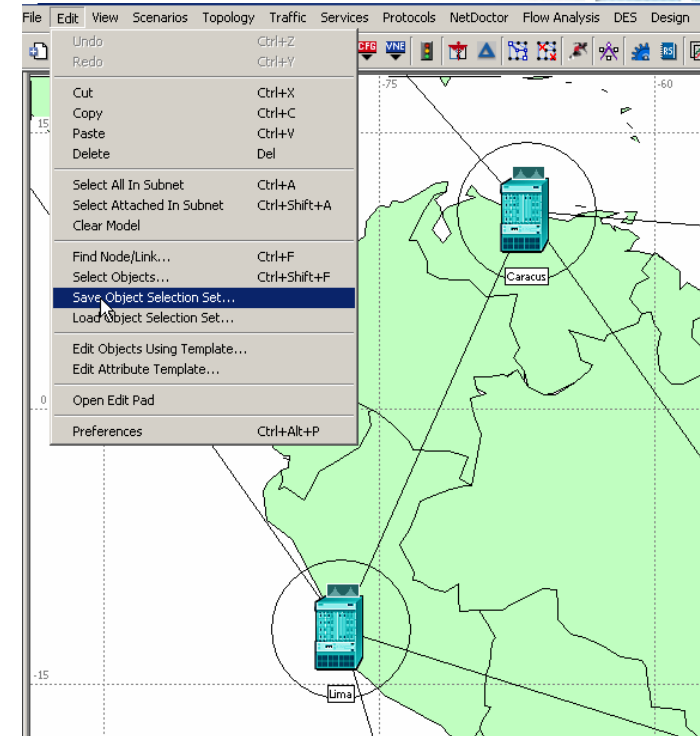 File Edit View Scenarios Topology Traffic Services Protocols NetDoctor Flow Analysis DES Design
CFG VNE RS
Undo Ctrl+Z
Redo Ctrl+Y
Cut Ctrl+X
Copy Ctrl+C
Paste Ctrl+V
Delete Del
Select All In Subnet Ctrl+A
Select Attached In Subnet Ctrl+Shift+A
Clear Model
Find Node/Link... Ctrl+F
Select Objects... Ctrl+Shift+F
Save Object Selection Set...
Load Object Selection Set...
Edit Objects Using Template...
Edit Attribute Template...
Open Edit Pad
Preferences Ctrl+Alt+P
-75
-60
15
Caracus
0
-15
Lima